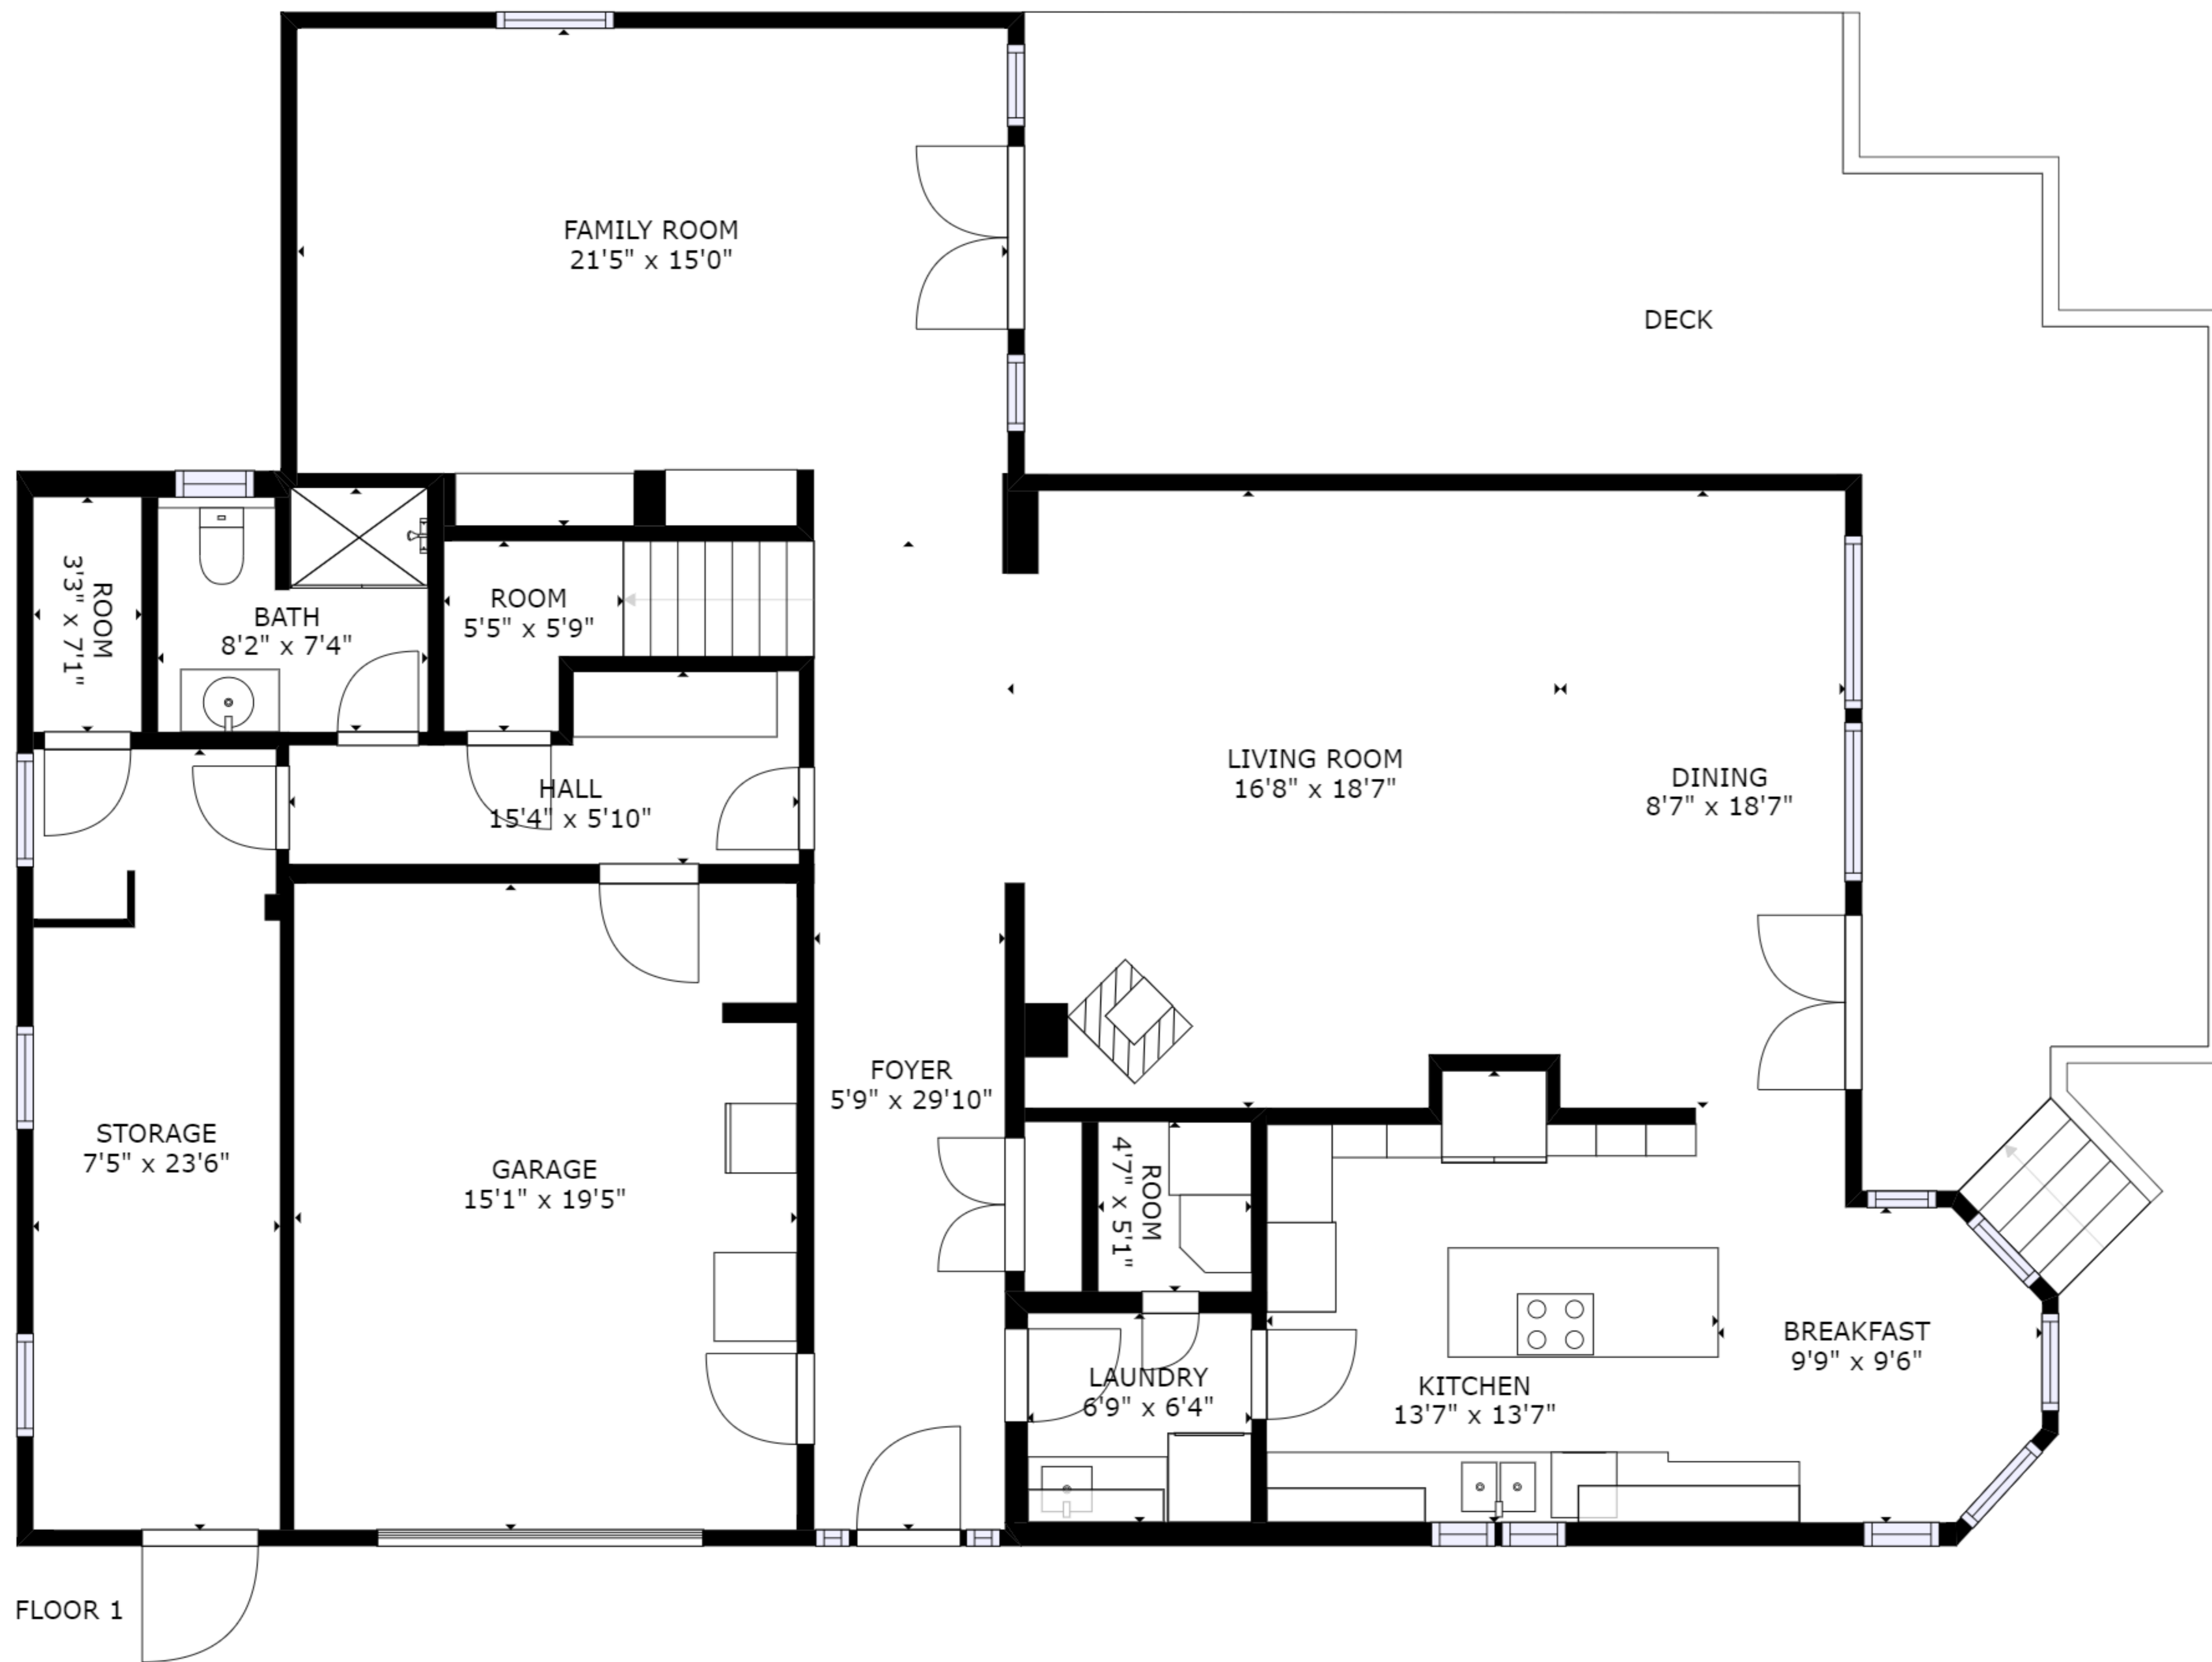 FAMILY ROOM
21'5" x 15'0"
DECK
ROOM
3'3" x 7'1"
BATH
8'2" x 7'4"
ROOM
5'5" x 5'9"
HALL
15'4" x 5'10"
LIVING ROOM
16'8" x 18'7"
DINING
8'7" x 18'7"
FOYER
5'9" x 29'10"
STORAGE
7'5" x 23'6"
GARAGE
15'1" x 19'5"
ROOM
4'7" x 5'1"
LAUNDRY
6'9" x 6'4"
KITCHEN
13'7" x 13'7"
BREAKFAST
9'9" x 9'6"
FLOOR 1